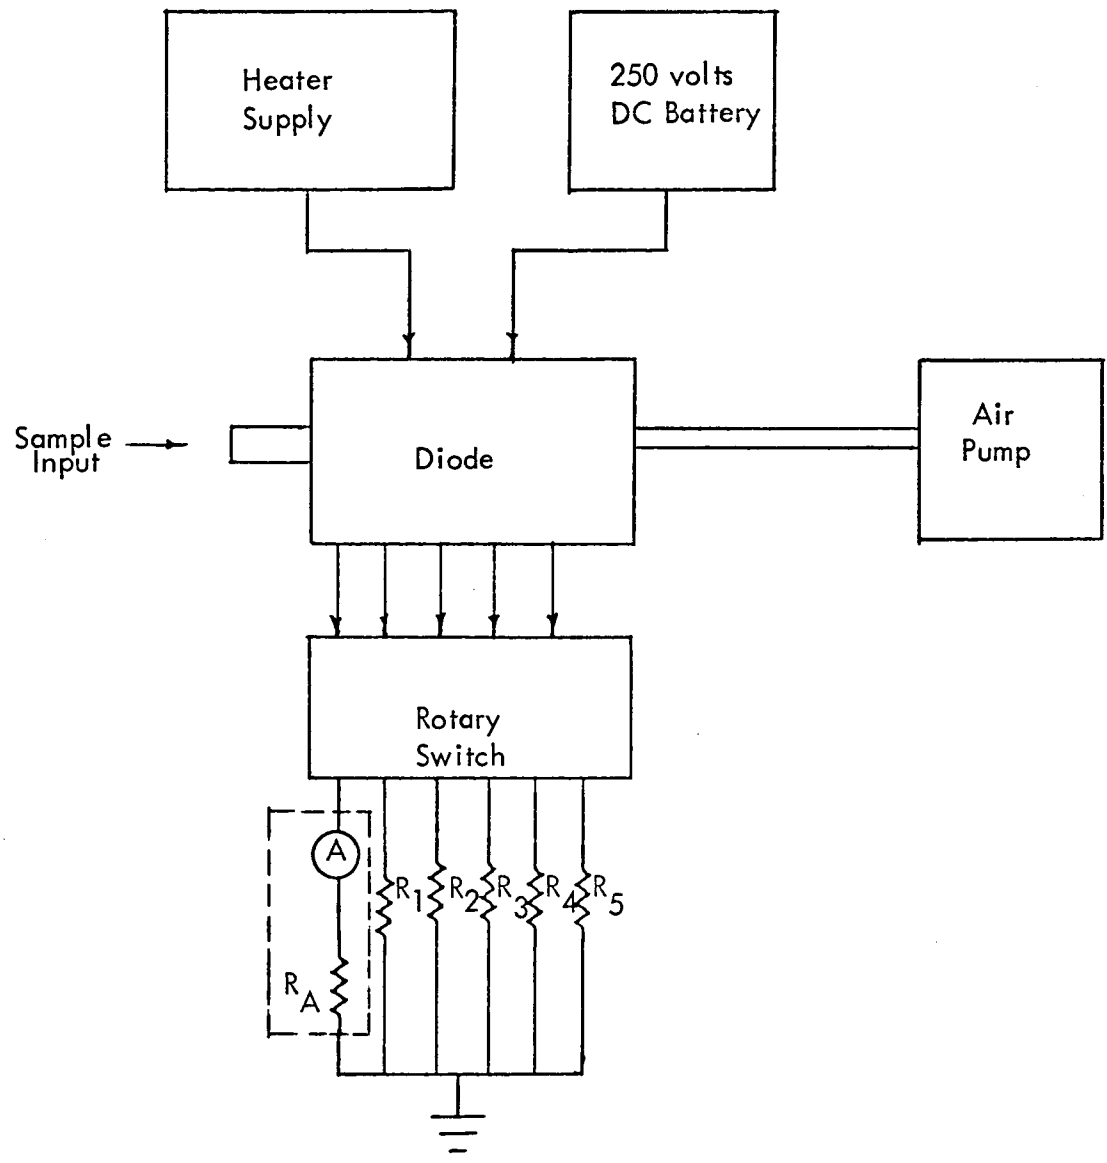 Heater
Supply
250 volts
DC Battery
Sample
Input
Diode
Air
Pump
Rotary
Switch
A
R1
R2
R3
R4
R5
RA